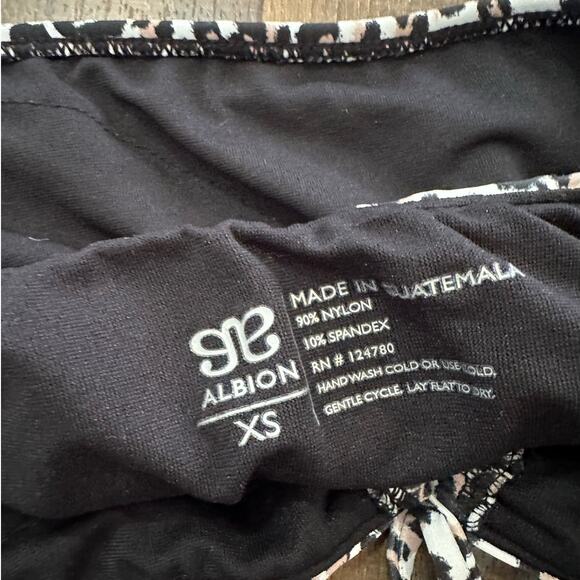 MADE IN GUATEMALA
90% NYLON
10% SPANDEX
RN # 124780
HAND WASH COLD OR USE COLD,
GENTLE CYCLE, LAY FLAT TO DRY.
ALBION
XS